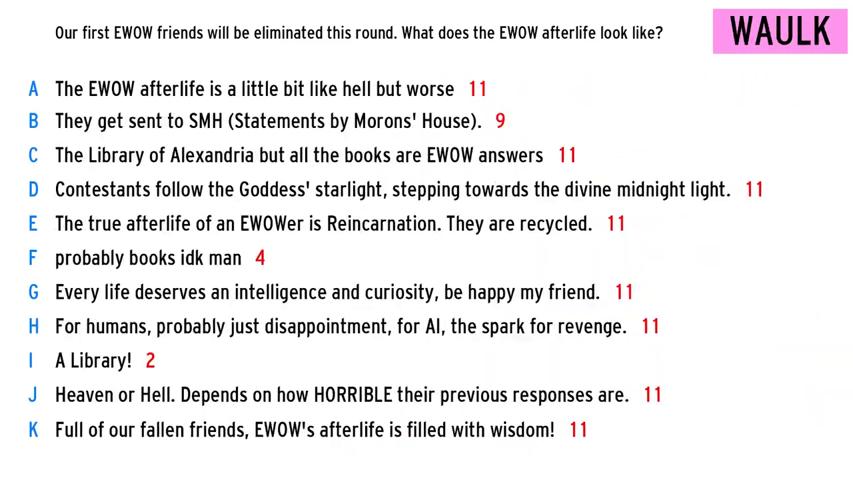 Our first EWOW friends will be eliminated this round. What does the EWOW afterlife look like?
WAULK
A The EWOW afterlife is a little bit like hell but worse 11
B They get sent to SMH (Statements by Morons' House). 9
C The Library of Alexandria but all the books are EWOW answers 11
D Contestants follow the Goddess' starlight, stepping towards the divine midnight light. 11
E The true afterlife of an EWOWer is Reincarnation. They are recycled. 11
F probably books idk man 4
G Every life deserves an intelligence and curiosity, be happy my friend. 11
H For humans, probably just disappointment, for AI, the spark for revenge. 11
I A Library! 2
J Heaven or Hell. Depends on how HORRIBLE their previous responses are. 11
K Full of our fallen friends, EWOW's afterlife is filled with wisdom! 11